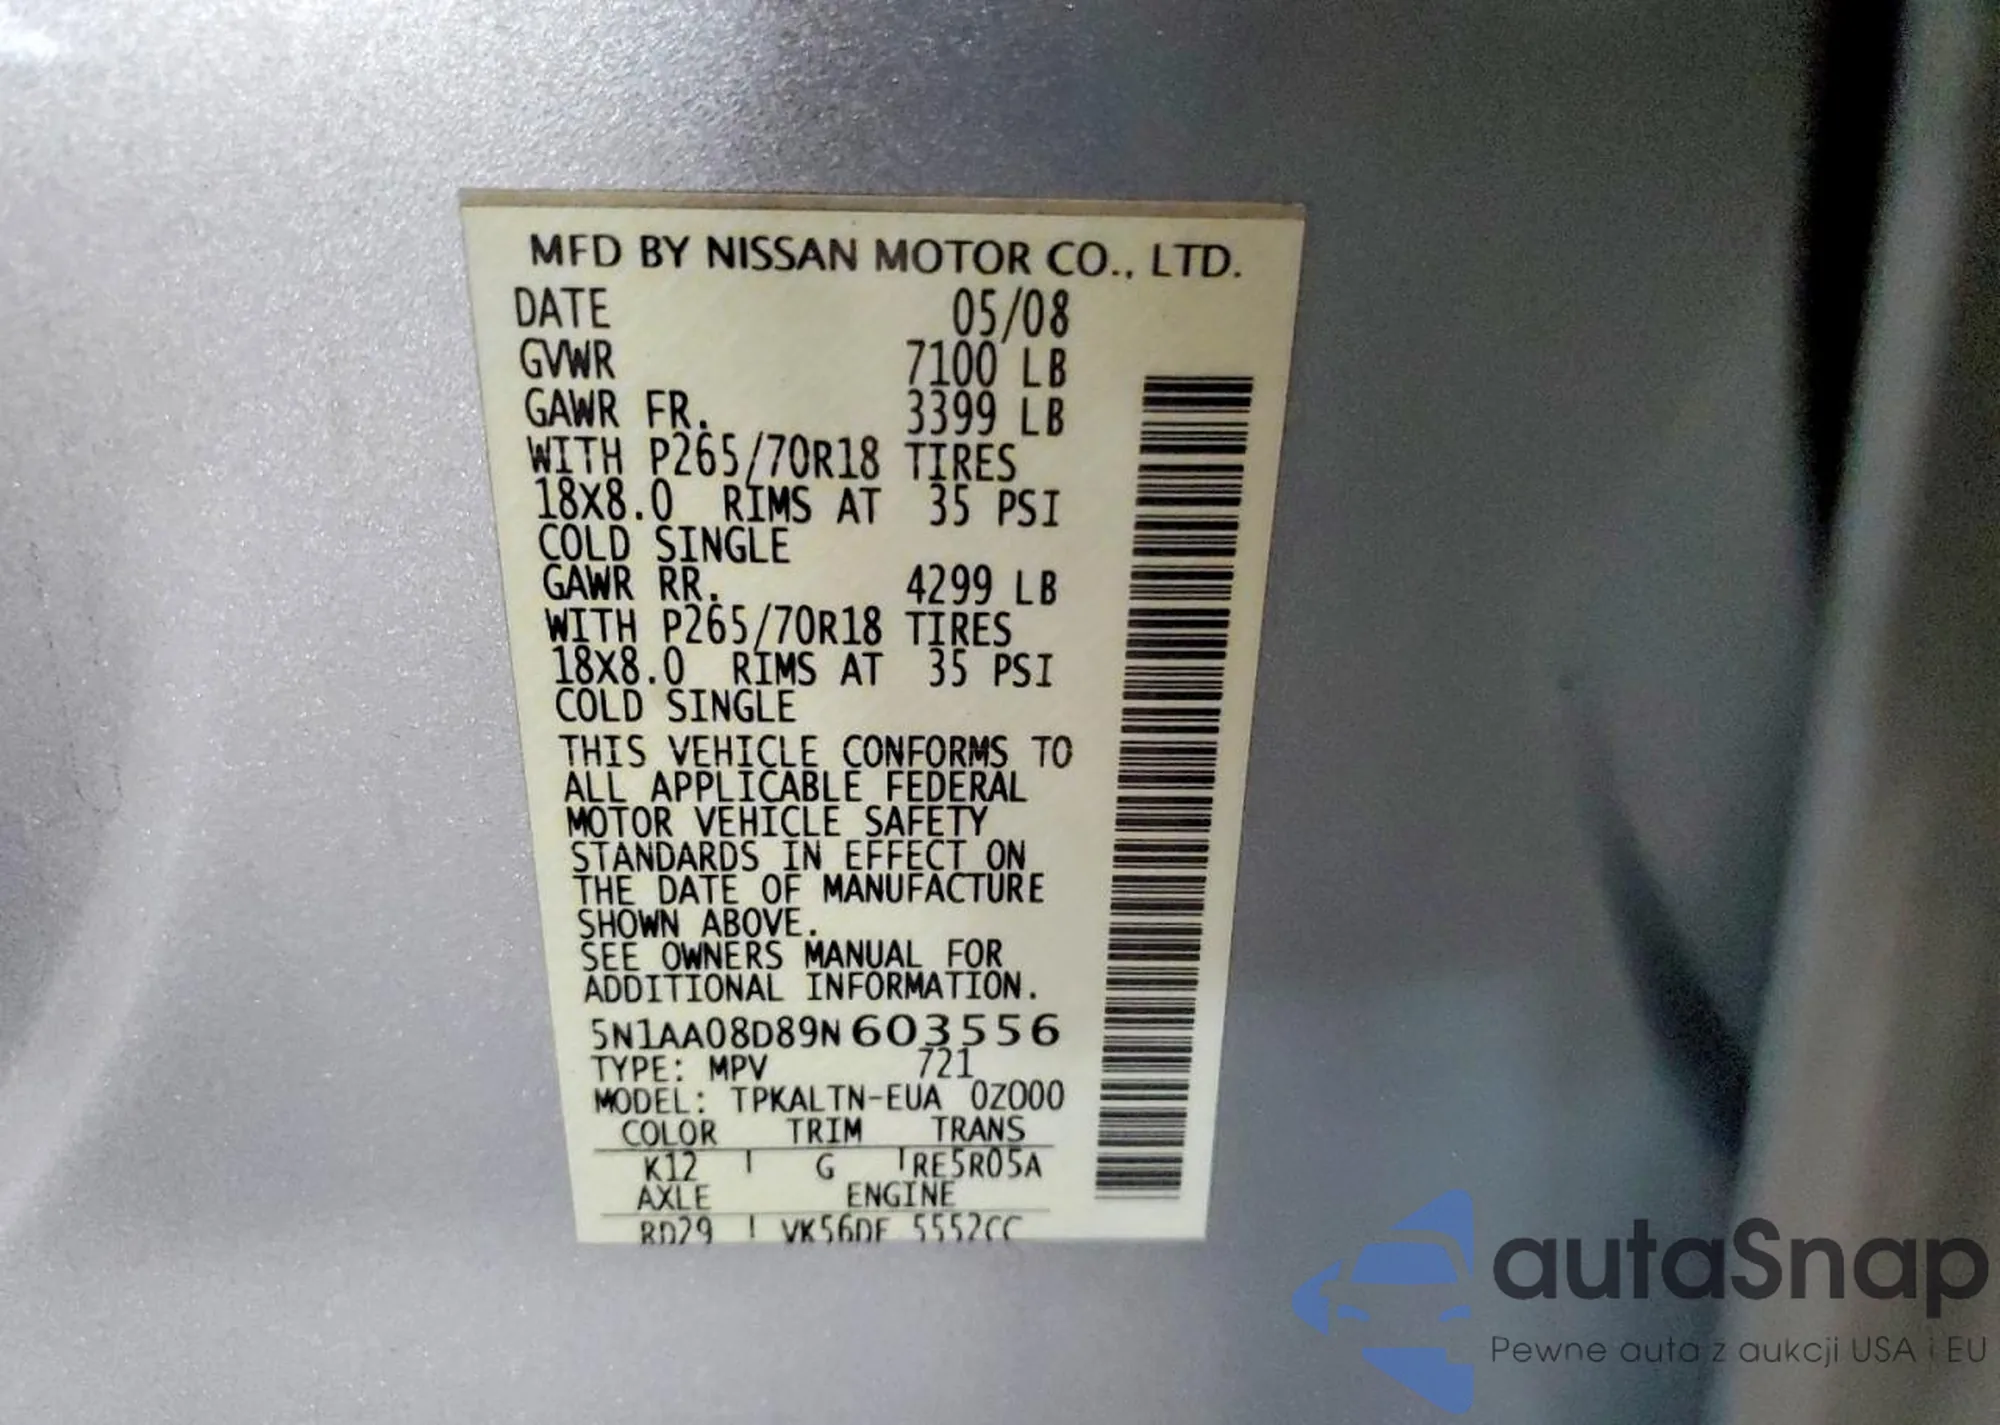 MFD BY NISSAN MOTOR CO., LTD.
DATE 05/08
GVWR 7100 LB
GAWR FR. 3399 LB
WITH P265/70R18 TIRES
18X8.0 RIMS AT 35 PSI
COLD SINGLE
GAWR RR. 4299 LB
WITH P265/70R18 TIRES
18X8.0 RIMS AT 35 PSI
COLD SINGLE
THIS VEHICLE CONFORMS TO
ALL APPLICABLE FEDERAL
MOTOR VEHICLE SAFETY
STANDARDS IN EFFECT ON
THE DATE OF MANUFACTURE
SHOWN ABOVE.
SEE OWNERS MANUAL FOR
ADDITIONAL INFORMATION.
5N1AA08D89N603556
TYPE: MPV 721
MODEL: TPKALTN-EUA 0Z000
COLOR TRIM TRANS
K12 G RE5R05A
AXLE ENGINE
RD29 VK56DE 5552CC
autaSnap
Pewne auta z aukcji USA i EU